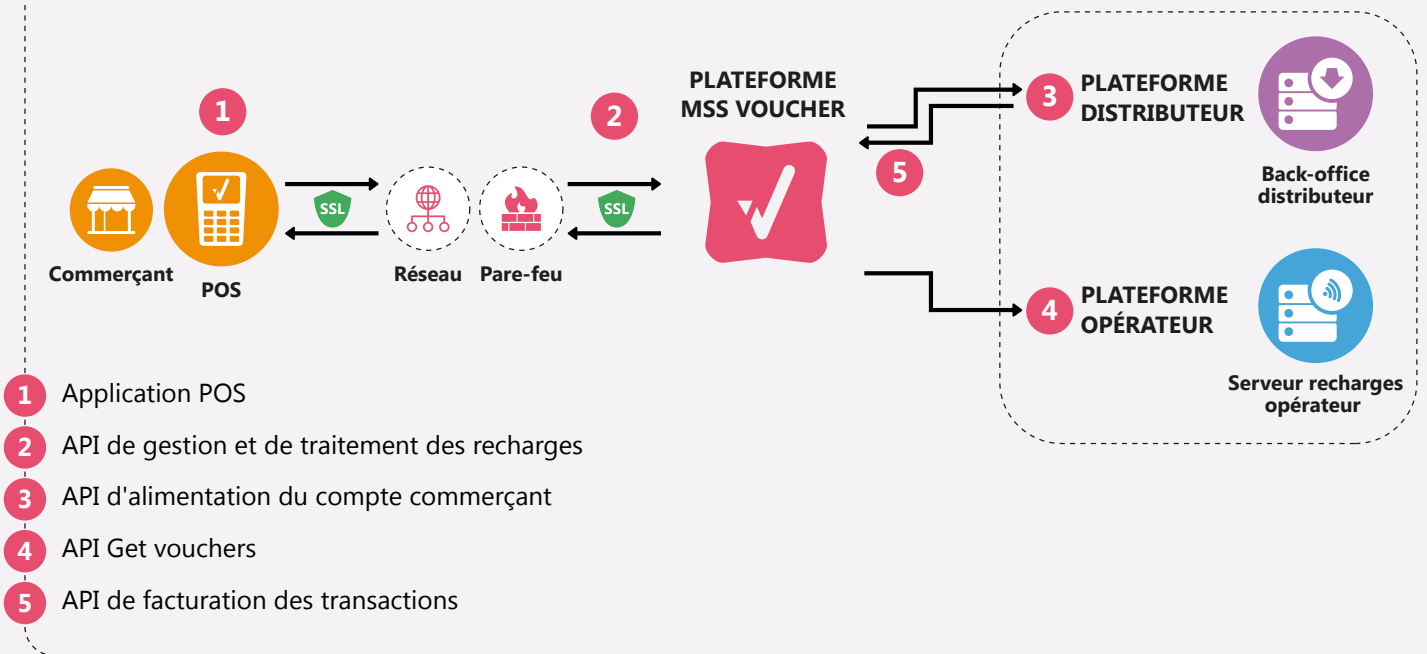 1
2
PLATEFORME
MSS VOUCHER
3
PLATEFORME
DISTRIBUTEUR
5
Back-office
distributeur
SSL
SSL
Commerçant
POS
Réseau
Pare-feu
4
PLATEFORME
OPÉRATEUR
Serveur recharges
opérateur
1 Application POS
2 API de gestion et de traitement des recharges
3 API d'alimentation du compte commerçant
4 API Get vouchers
5 API de facturation des transactions